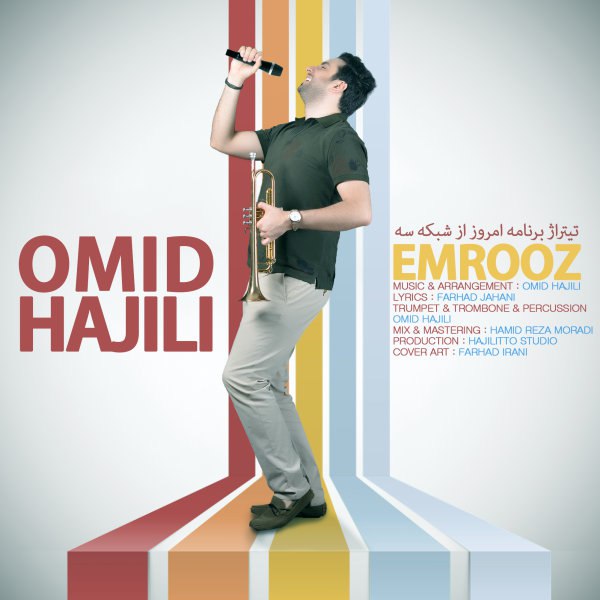 OMID
HAJILI
تیتراژ برنامه امروز از شبکه سه
EMROOZ
MUSIC & ARRANGEMENT : OMID HAJILI
LYRICS : FARHAD JAHANI
TRUMPET & TROMBONE & PERCUSSION
OMID HAJILI
MIX & MASTERING : HAMID REZA MORADI
PRODUCTION : HAJILITTO STUDIO
COVER ART : FARHAD IRANI